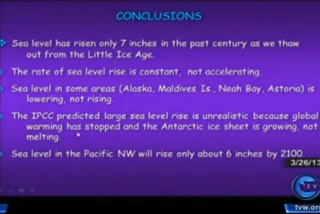 CONCLUSIONS
Sea level has risen only 7 inches in the past century as we thaw
out from the Little Ice Age.
The rate of sea level rise is constant, not accelerating.
Sea level in some areas (Alaska, Maldives Is., Neah Bay, Astoria) is
lowering, not rising.
The IPCC predicted large sea level rise is unrealistic because global
warming has stopped and the Antarctic ice sheet is growing, not
melting.
Sea level in the Pacific NW will rise only about 6 inches by 2100.
3/26/13
TVW
tvw.org